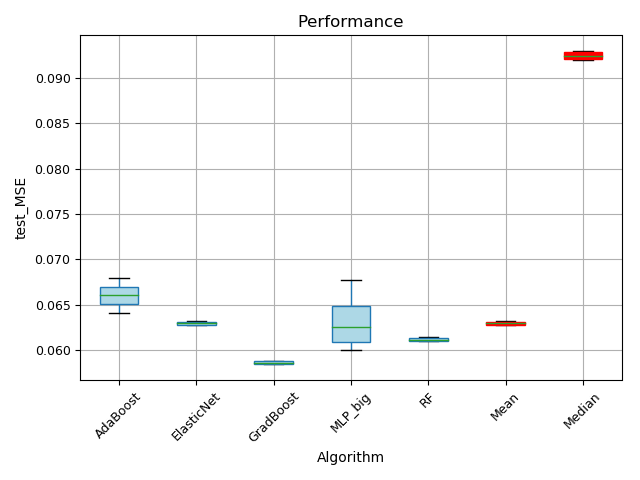 Performance
test_MSE
0.090
0.085
0.080
0.075
0.070
0.065
0.060
AdaBoost
ElasticNet
GradBoost
MLP_big
RF
Mean
Median
Algorithm